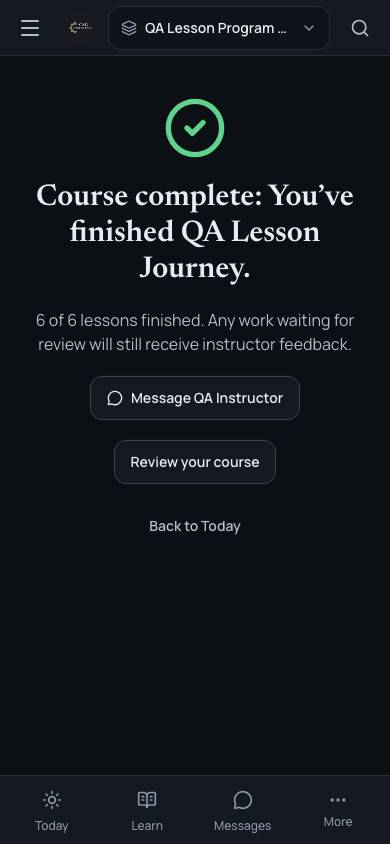 QA Lesson Program ...
Course complete: You’ve
finished QA Lesson
Journey.
6 of 6 lessons finished. Any work waiting for
review will still receive instructor feedback.
Message QA Instructor
Review your course
Back to Today
Today
Learn
Messages
More